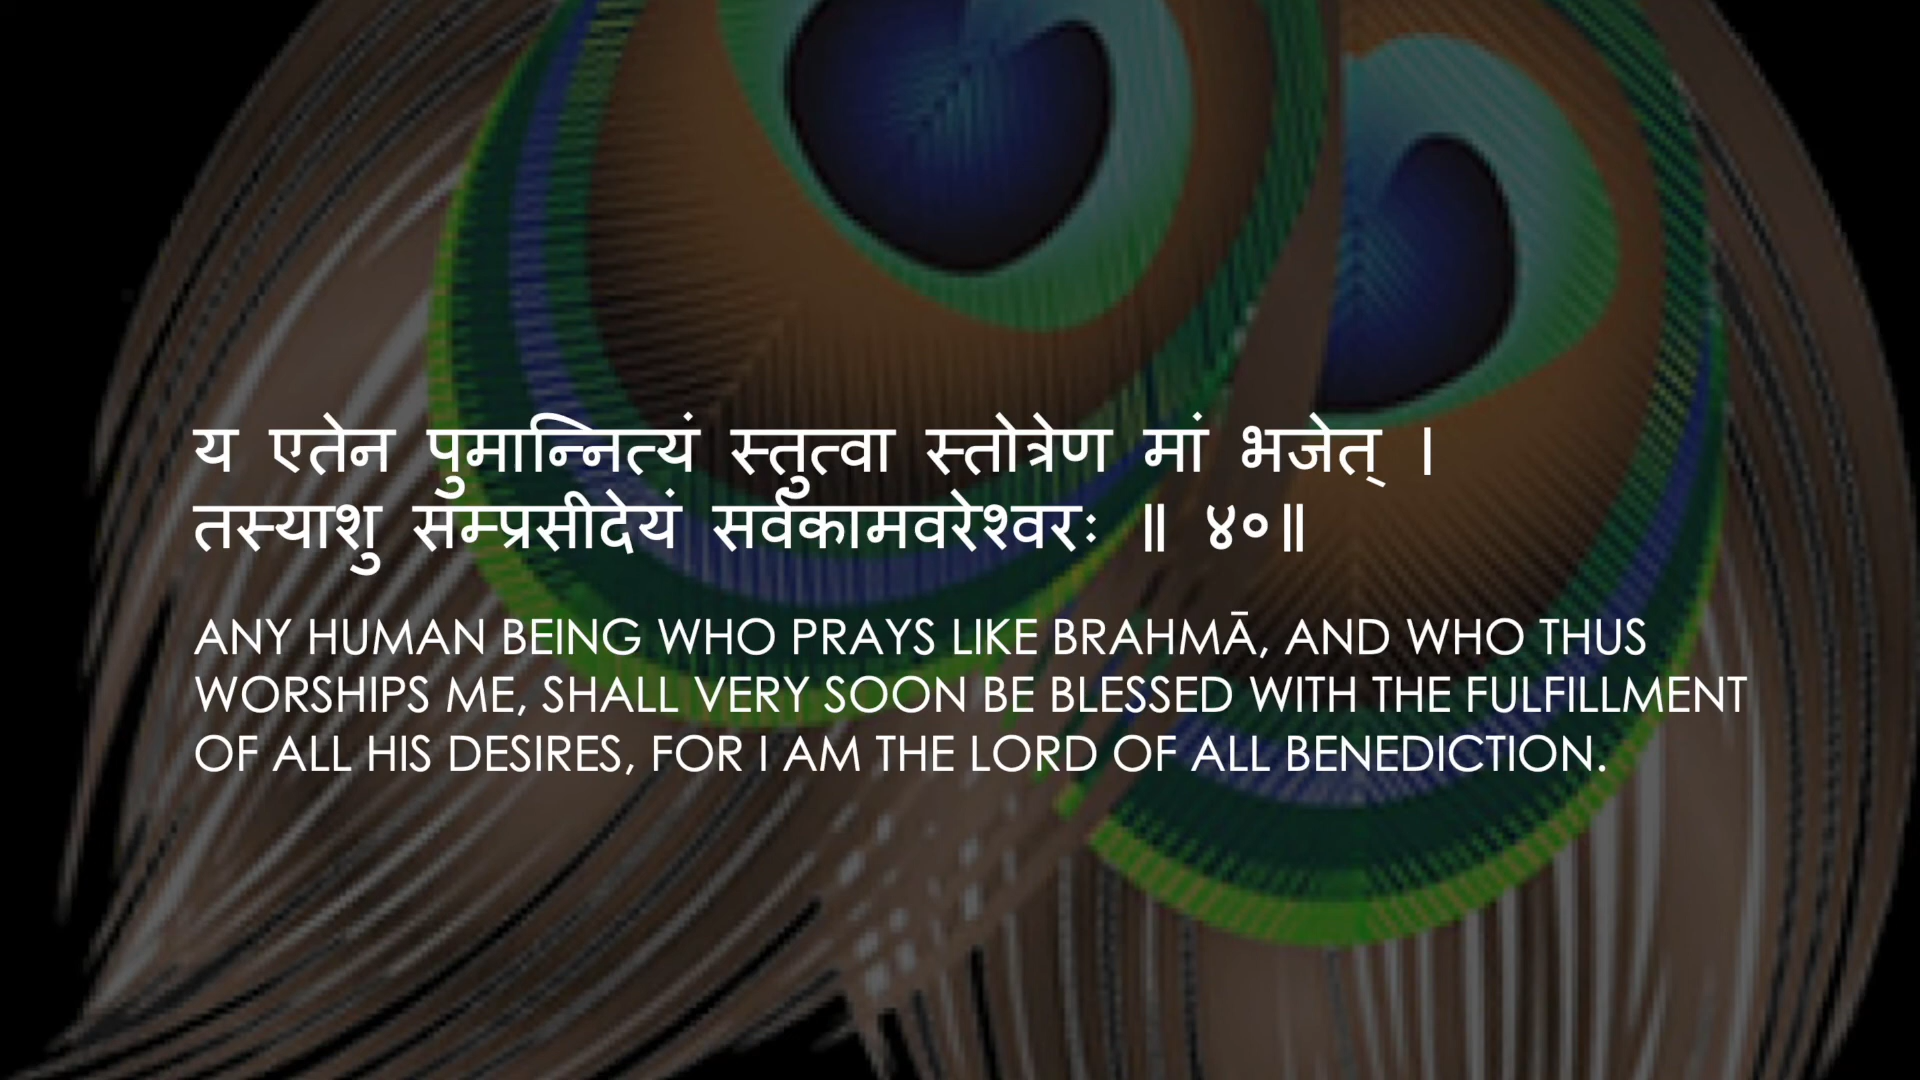 य एतेन पुमान्नित्यं स्तुत्वा स्तोत्रेण मां भजेत् ।
तस्याशु सम्प्रसीदेयं सर्वकामवरेश्वरः ॥ ४०॥
ANY HUMAN BEING WHO PRAYS LIKE BRAHMĀ, AND WHO THUS
WORSHIPS ME, SHALL VERY SOON BE BLESSED WITH THE FULFILLMENT
OF ALL HIS DESIRES, FOR I AM THE LORD OF ALL BENEDICTION.